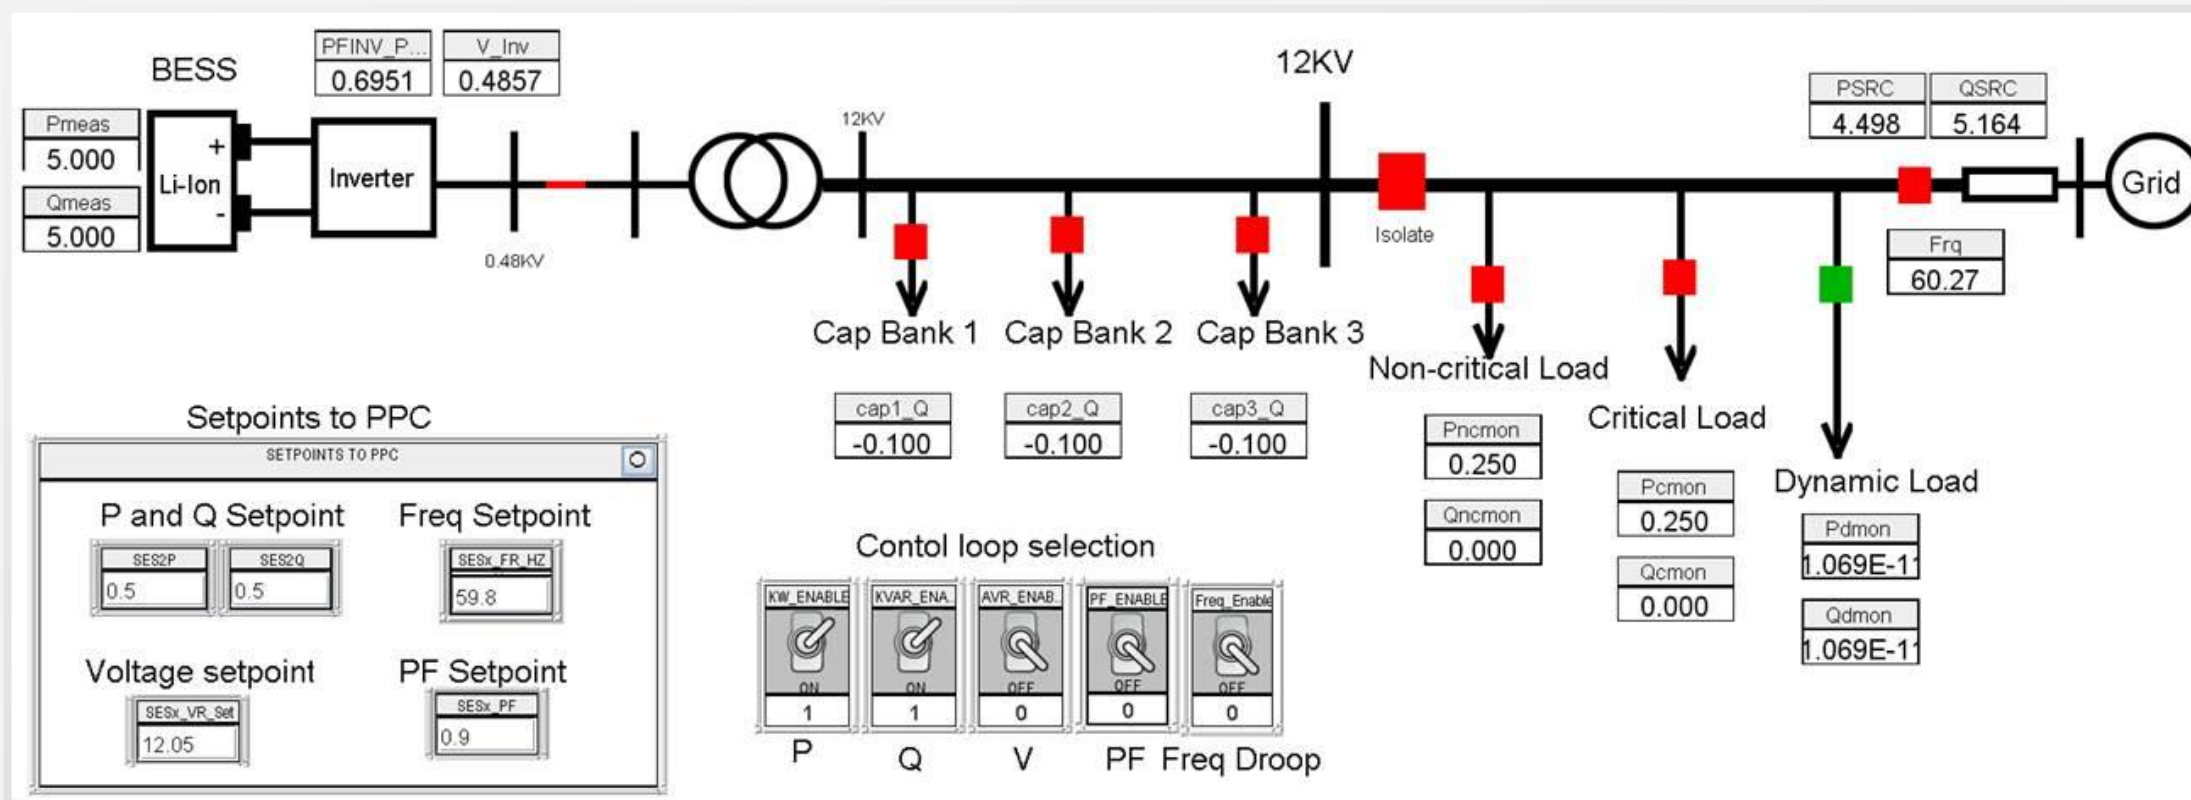 BESS
PFINV_P...
0.6951
V_Inv
0.4857
Pmeas
5.000
Qmeas
5.000
Li-Ion
+
-
Inverter
0.48KV
12KV
12KV
Isolate
PSRC
4.498
QSRC
5.164
Grid
Frq
60.27
Cap Bank 1
Cap Bank 2
Cap Bank 3
cap1_Q
-0.100
cap2_Q
-0.100
cap3_Q
-0.100
Non-critical Load
Pncmon
0.250
Qncmon
0.000
Critical Load
Pcmon
0.250
Qcmon
0.000
Dynamic Load
Pdmon
1.069E-11
Qdmon
1.069E-11
Setpoints to PPC
SETPOINTS TO PPC
P and Q Setpoint
SES2P
0.5
SES2Q
0.5
Freq Setpoint
SESx_FR_HZ
59.8
Voltage setpoint
SESx_VR_Set
12.05
PF Setpoint
SESx_PF
0.9
Contol loop selection
KW_ENABLE
ON
1
P
KVAR_ENA..
ON
1
Q
AVR_ENAB..
OFF
0
V
PF_ENABLE
OFF
0
PF
Freq_Enable
OFF
0
Freq Droop